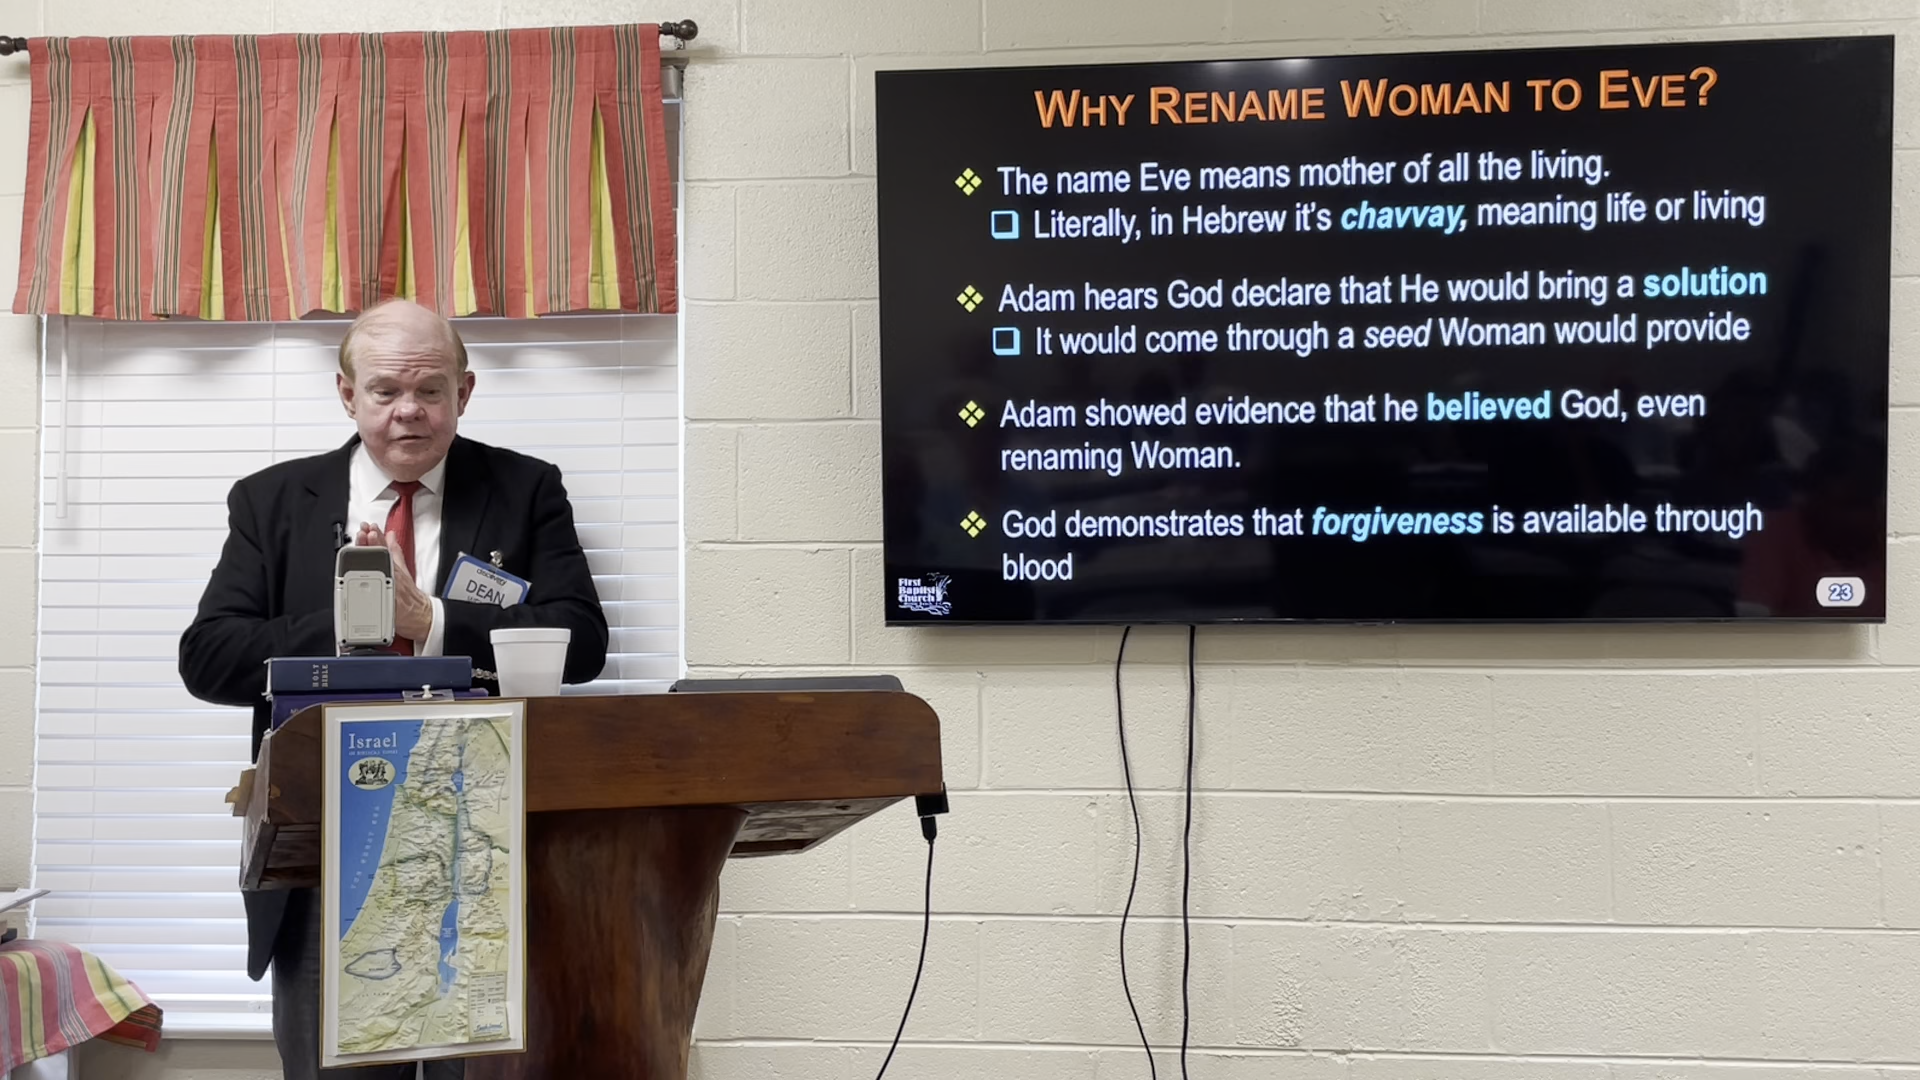 WHY RENAME WOMAN TO EVE?
The name Eve means mother of all the living.
Literally, in Hebrew it's chavvay, meaning life or living
Adam hears God declare that He would bring a solution
It would come through a seed Woman would provide
Adam showed evidence that he believed God, even
renaming Woman.
God demonstrates that forgiveness is available through
blood
First
Baptist
Church
23
DEAN
HOLY
BIBLE
Israel